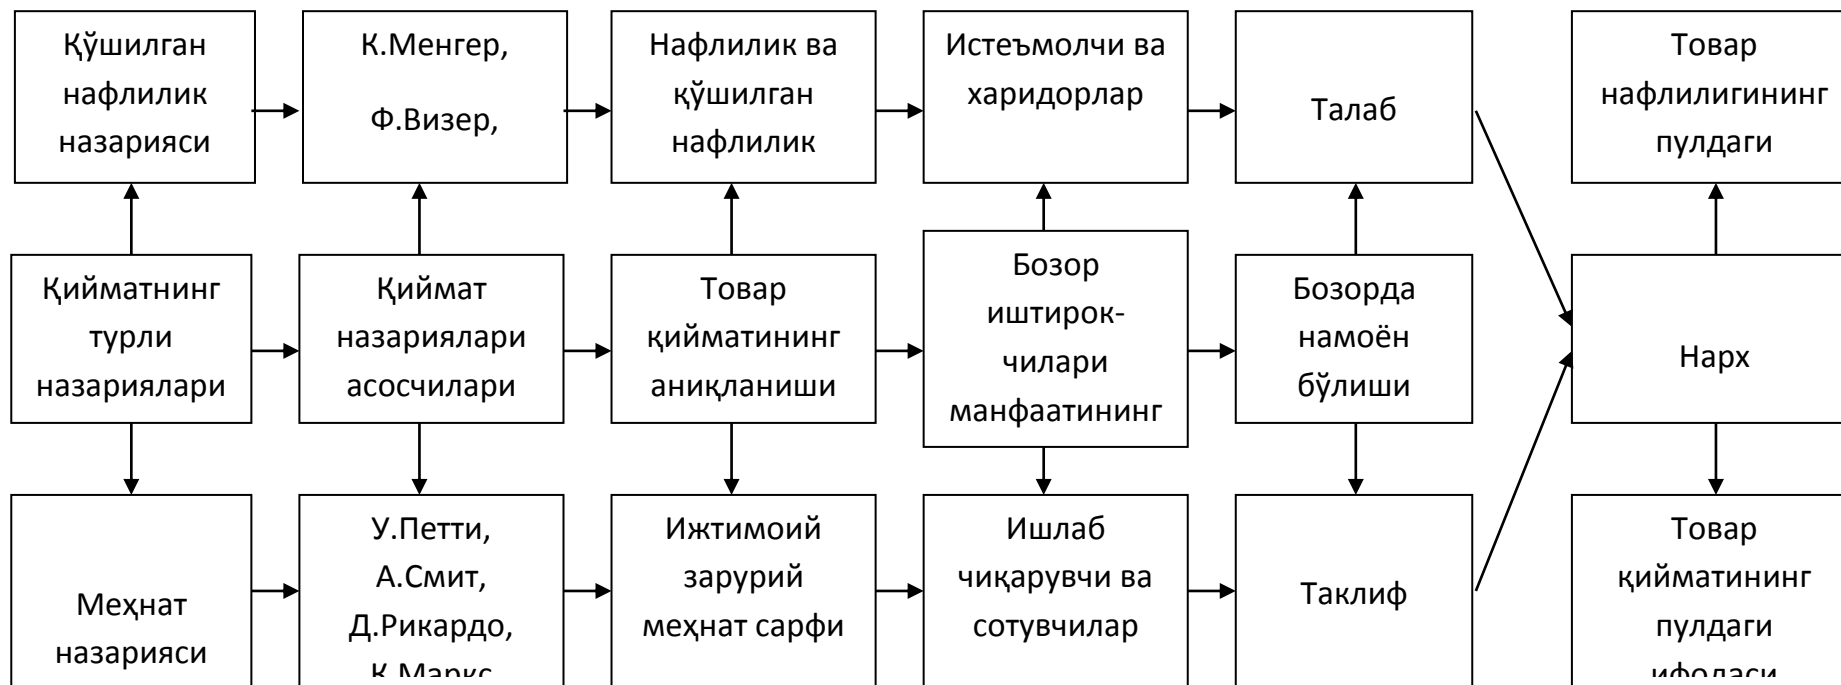 Қўшилган
нафлилик
назарияси
К.Менгер,
Ф.Визер,
Нафлилик ва
қўшилган
нафлилик
Истеъмолчи ва
харидорлар
Талаб
Товар
нафлилигининг
пулдаги
Қийматнинг
турли
назариялари
Қиймат
назариялари
асосчилари
Товар
қийматининг
аниқланиши
Бозор
иштирок-
чилари
манфаатининг
Бозорда
намоён
бўлиши
Нарх
Меҳнат
назарияси
У.Петти,
А.Смит,
Д.Рикардо,
К.Маркс
Ижтимоий
зарурий
меҳнат сарфи
Ишлаб
чиқарувчи ва
сотувчилар
Таклиф
Товар
қийматининг
пулдаги
ифодаси